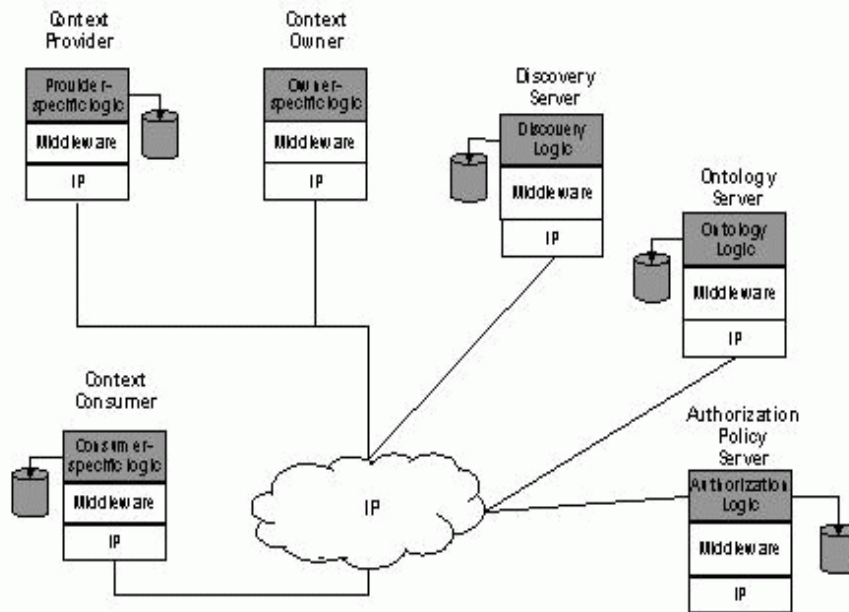 Context
Provider
Provider-
specific logic
Middleware
IP
Context
Owner
Owner-
specific logic
Middleware
IP
Discovery
Server
Discovery
Logic
Middleware
IP
Ontology
Server
Ontology
Logic
Middleware
IP
Context
Consumer
Consumer-
specific logic
Middleware
IP
IP
Authorization
Policy
Server
Authorization
Logic
Middleware
IP